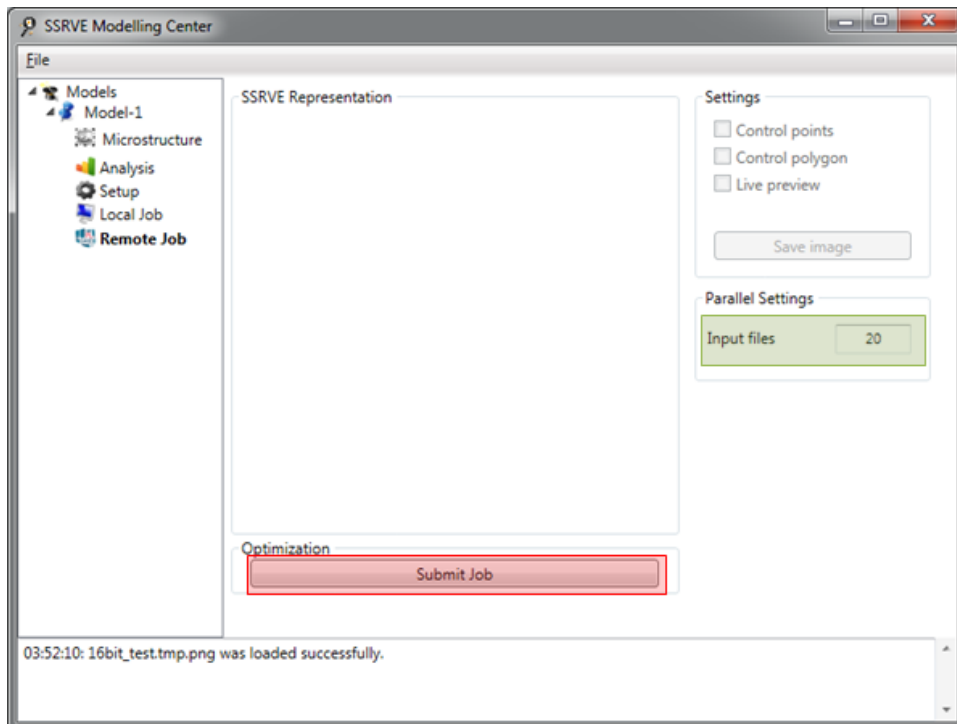 SSRVE Modelling Center
File
Models
Model-1
Microstructure
Analysis
Setup
Local Job
Remote Job
SSRVE Representation
Settings
Control points
Control polygon
Live preview
Save image
Parallel Settings
Input files 20
Optimization
Submit Job
03:52:10: 16bit_test.tmp.png was loaded successfully.